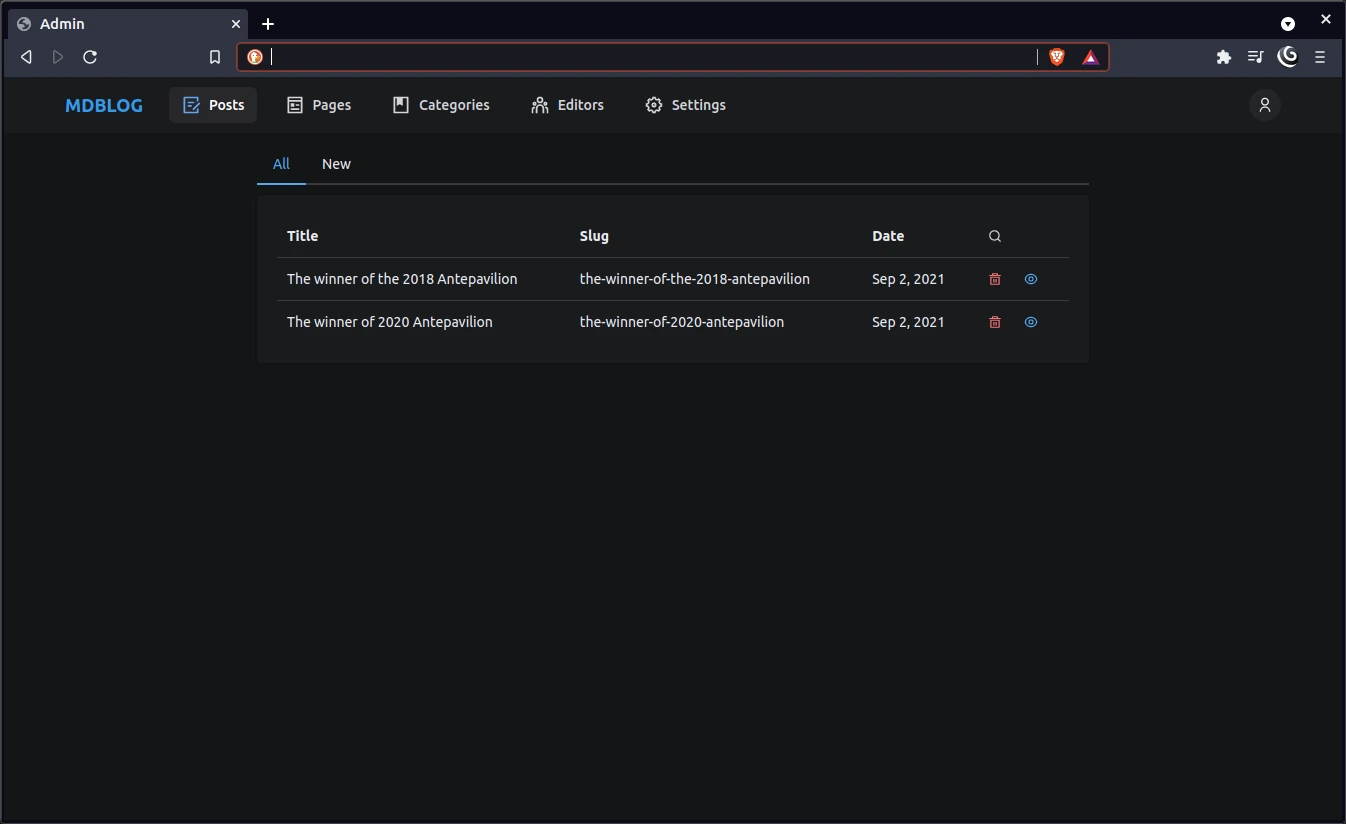 Admin
MDBLOG Posts Pages Categories Editors Settings
All New
Title Slug Date
The winner of the 2018 Antepavilion the-winner-of-the-2018-antepavilion Sep 2, 2021
The winner of 2020 Antepavilion the-winner-of-2020-antepavilion Sep 2, 2021